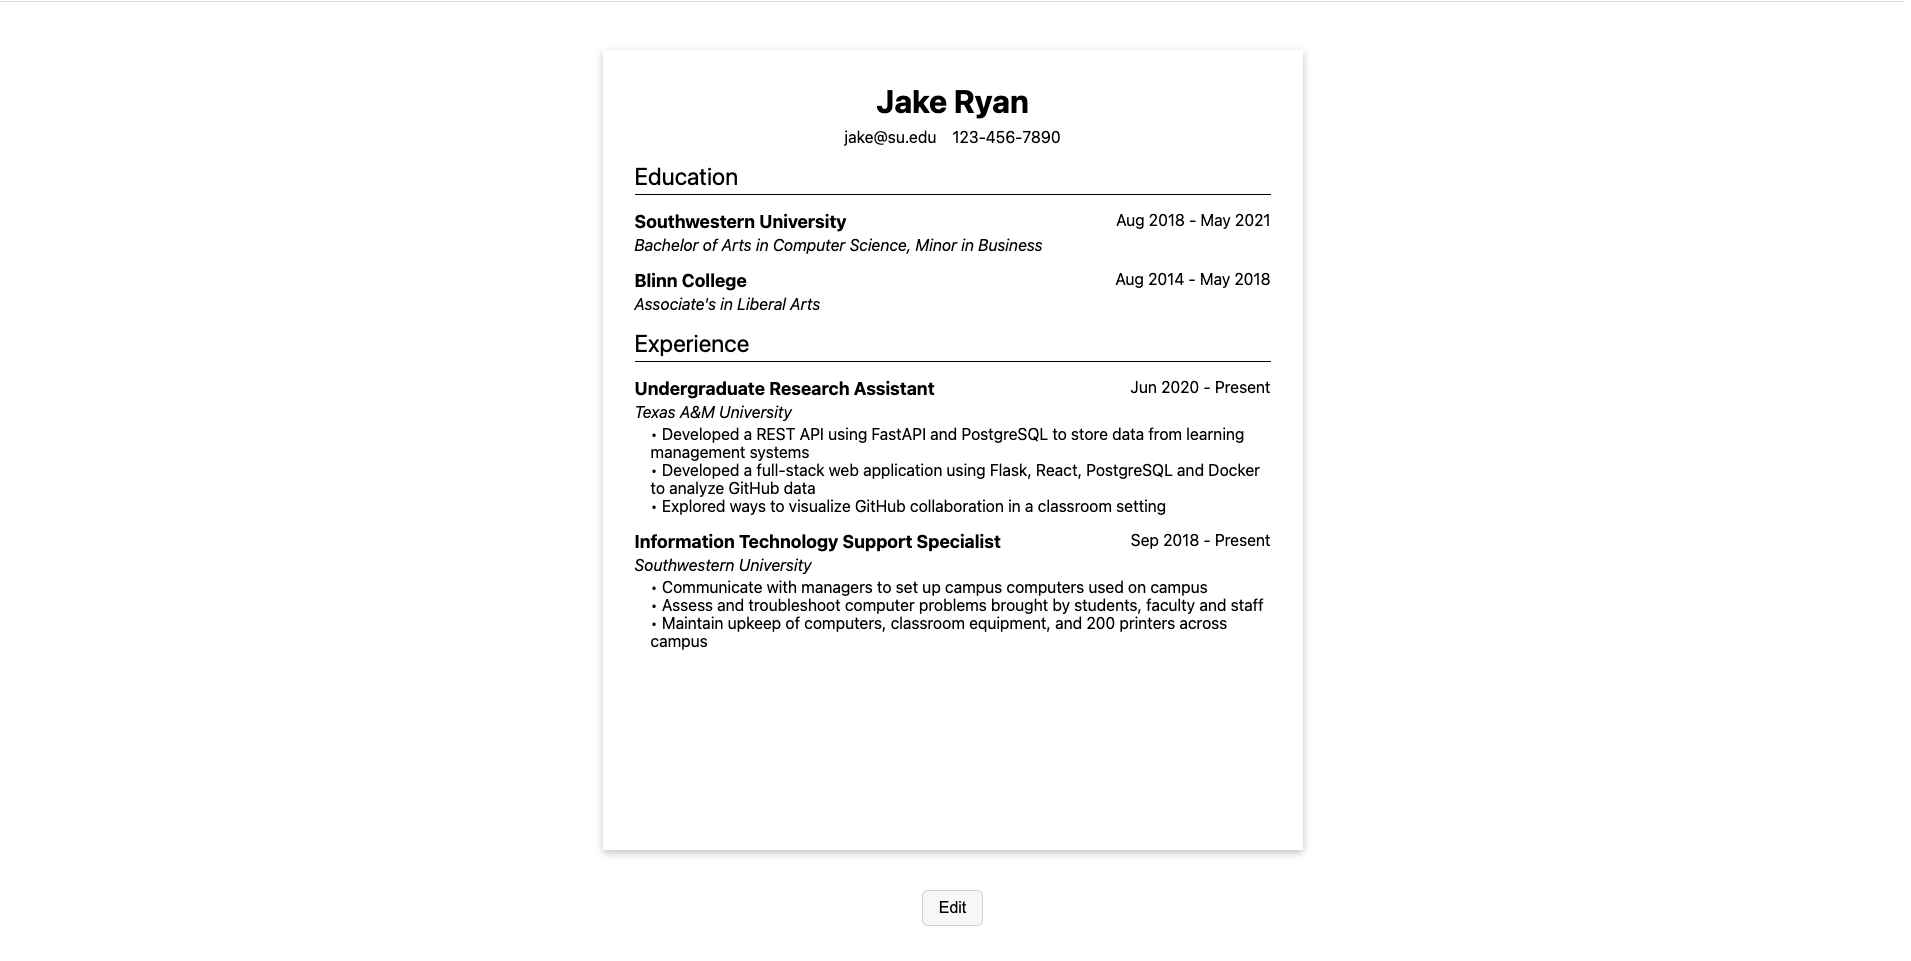 Jake Ryan
jake@su.edu 123-456-7890
Education
Southwestern University Aug 2018 - May 2021
Bachelor of Arts in Computer Science, Minor in Business
Blinn College Aug 2014 - May 2018
Associate's in Liberal Arts
Experience
Undergraduate Research Assistant Jun 2020 - Present
Texas A&M University
• Developed a REST API using FastAPI and PostgreSQL to store data from learning
management systems
• Developed a full-stack web application using Flask, React, PostgreSQL and Docker
to analyze GitHub data
• Explored ways to visualize GitHub collaboration in a classroom setting
Information Technology Support Specialist Sep 2018 - Present
Southwestern University
• Communicate with managers to set up campus computers used on campus
• Assess and troubleshoot computer problems brought by students, faculty and staff
• Maintain upkeep of computers, classroom equipment, and 200 printers across
campus
Edit